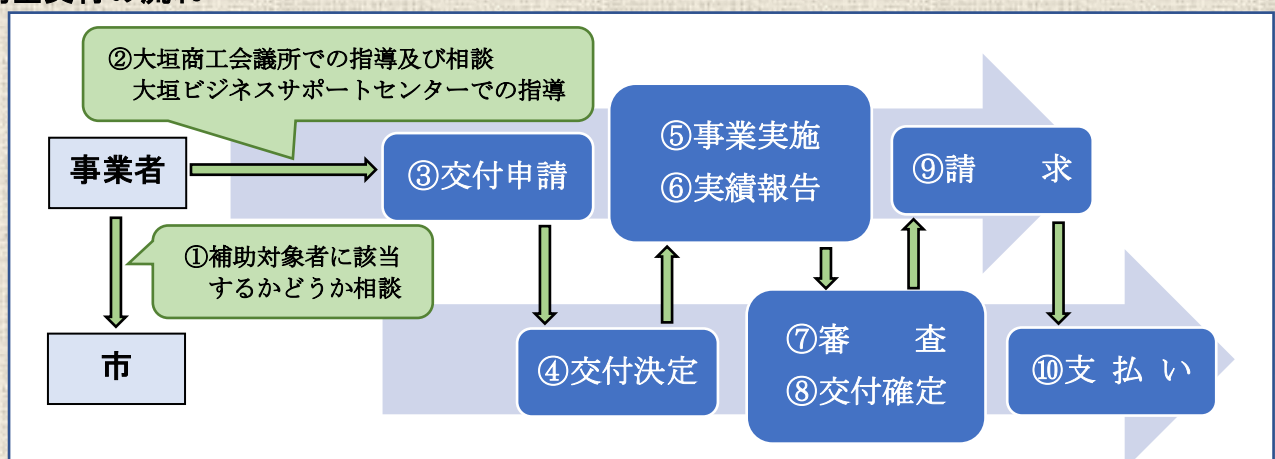 ②大垣商工会議所での指導及び相談
大垣ビジネスサポートセンターでの指導
事業者
③交付申請
⑤事業実施
⑥実績報告
⑨請　　求
①補助対象者に該当
するかどうか相談
市
④交付決定
⑦審　　査
⑧交付確定
⑩支 払 い